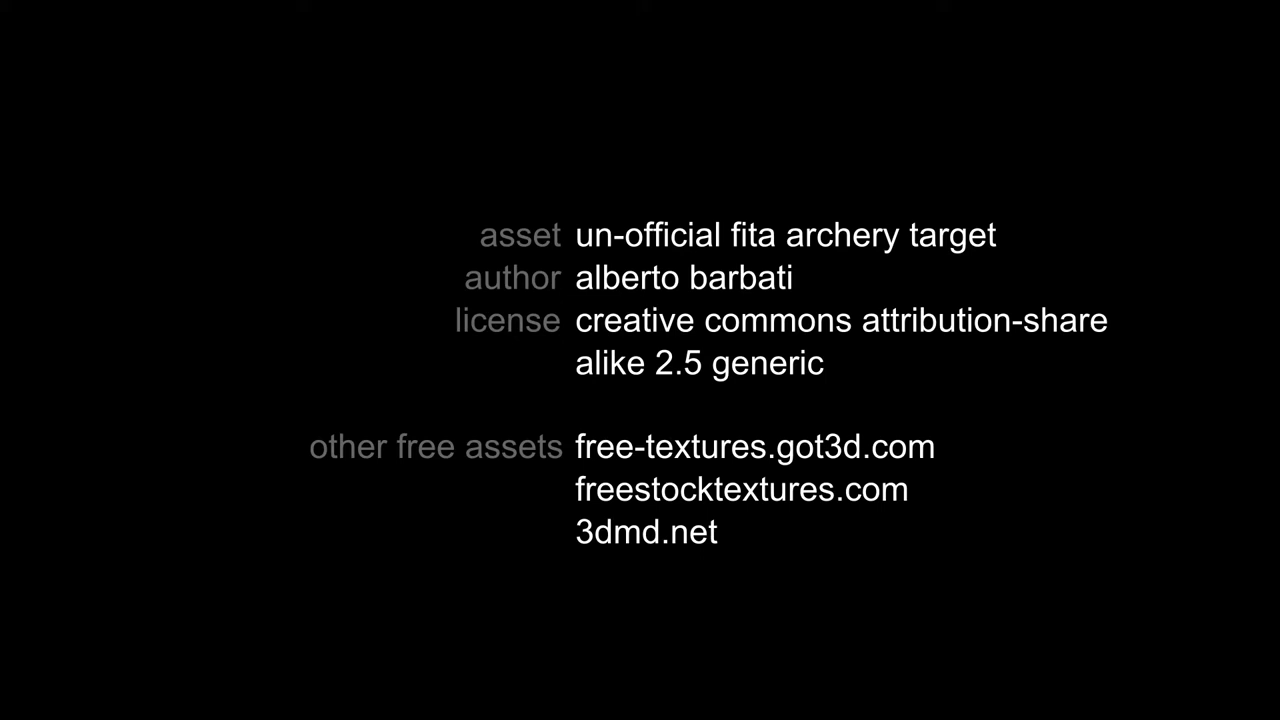 asset un-official fita archery target
author alberto barbati
license creative commons attribution-share
alike 2.5 generic
other free assets free-textures.got3d.com
freestocktextures.com
3dmd.net